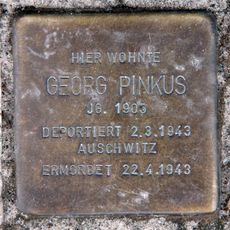 HIER WOHNTE
GEORG PINKUS
JG. 1905
DEPORTIERT 2.3.1943
AUSCHWITZ
ERMORDET 22.4.1943